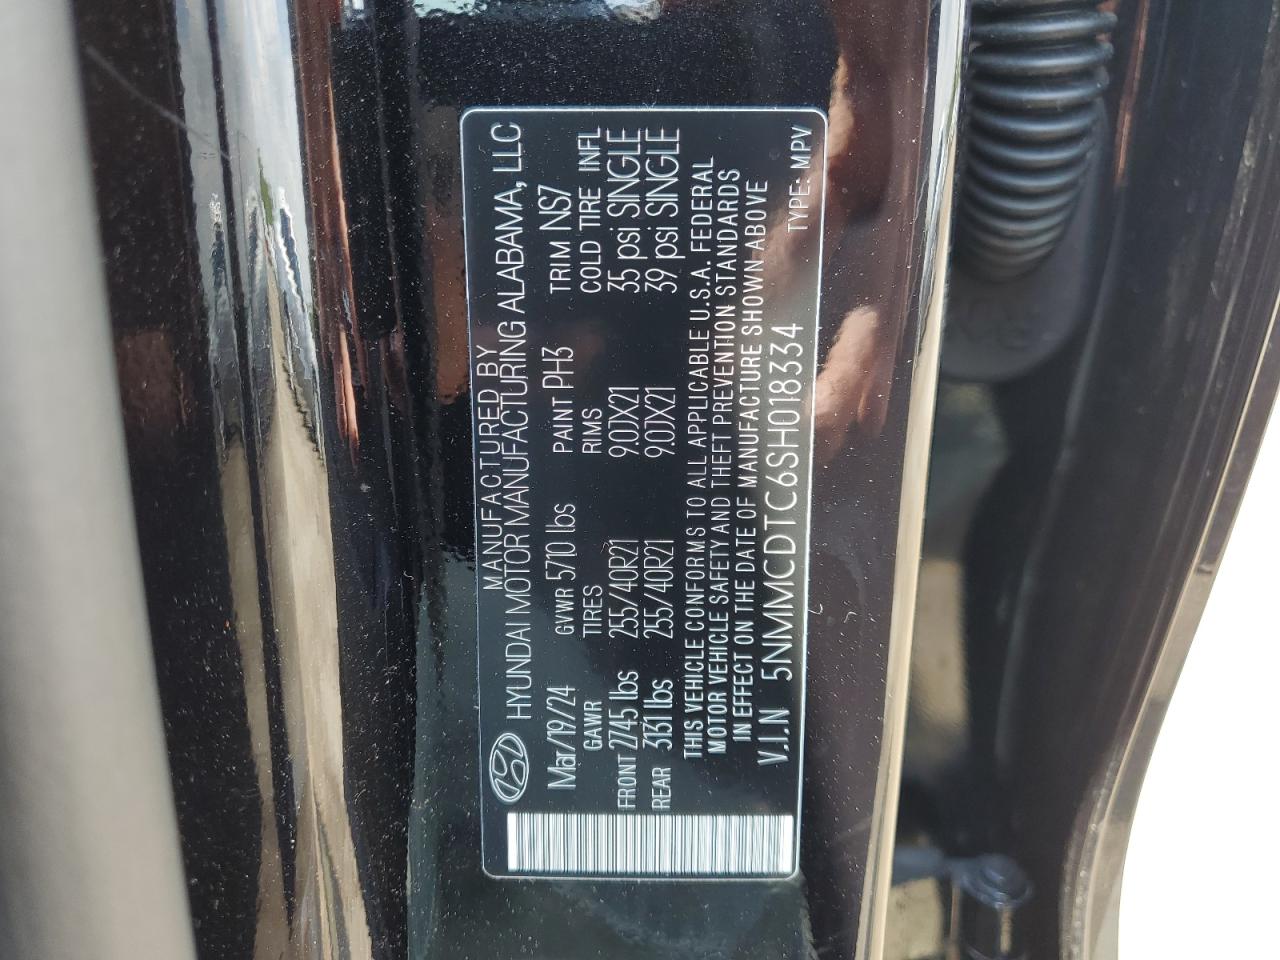 MANUFACTURED BY
HYUNDAI MOTOR MANUFACTURING ALABAMA, LLC
Mar/19/24 GVWR 5710 lbs PAINT PH3 TRIM NS7
GAWR TIRES RIMS COLD TIRE INFL
FRONT 2745 lbs 255/40R21 9.0JX21 35 psi SINGLE
REAR 3131 lbs 255/40R21 9.0JX21 39 psi SINGLE
THIS VEHICLE CONFORMS TO ALL APPLICABLE U.S.A. FEDERAL
MOTOR VEHICLE SAFETY AND THEFT PREVENTION STANDARDS
IN EFFECT ON THE DATE OF MANUFACTURE SHOWN ABOVE
V.I.N 5NMMCDTC6SH018334 TYPE: MPV